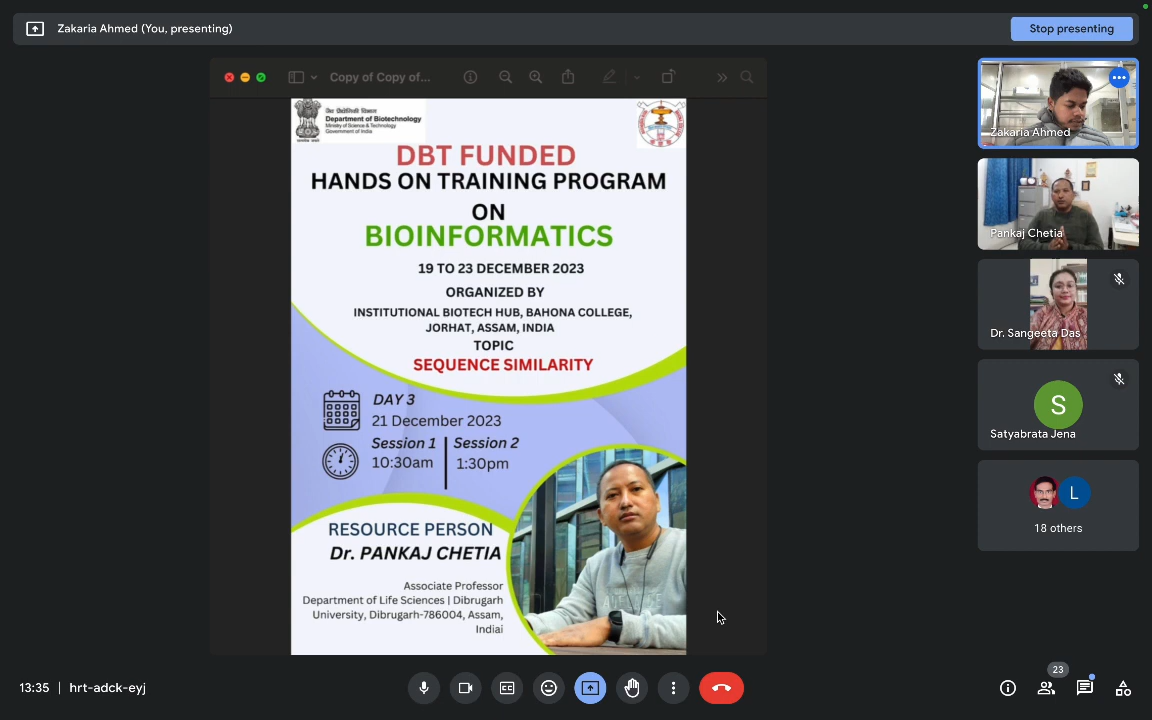 Zakaria Ahmed (You, presenting)
Stop presenting
Copy of Copy of...
Department of Biotechnology
Ministry of Science & Technology
Government of India
DBT FUNDED
HANDS ON TRAINING PROGRAM
ON
BIOINFORMATICS
19 TO 23 DECEMBER 2023
ORGANIZED BY
INSTITUTIONAL BIOTECH HUB, BAHONA COLLEGE,
JORHAT, ASSAM, INDIA
TOPIC
SEQUENCE SIMILARITY
DAY 3
21 December 2023
Session 1 Session 2
10:30am 1:30pm
RESOURCE PERSON
Dr. PANKAJ CHETIA
Associate Professor
Department of Life Sciences | Dibrugarh
University, Dibrugarh-786004, Assam,
Indiai
Zakaria Ahmed
Pankaj Chetia
Dr. Sangeeta Das
S
Satyabrata Jena
L
18 others
13:35 | hrt-adck-eyj
23